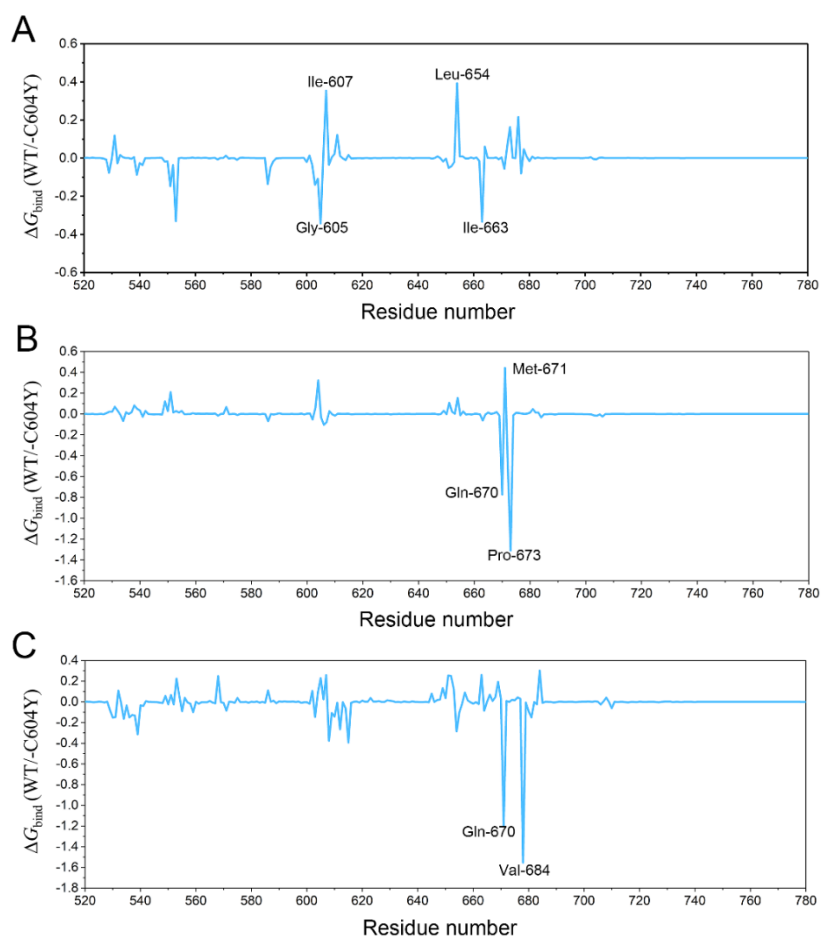 A
0.6
0.4
0.2
0.0
-0.2
-0.4
-0.6
ΔGbind (WT/-C604Y)
Ile-607
Leu-654
Gly-605
Ile-663
520 540 560 580 600 620 640 660 680 700 720 740 760 780
Residue number
B
0.6
0.4
0.2
0.0
-0.2
-0.4
-0.6
-0.8
-1.0
-1.2
-1.4
-1.6
ΔGbind (WT/-C604Y)
Met-671
Gln-670
Pro-673
520 540 560 580 600 620 640 660 680 700 720 740 760 780
Residue number
C
0.4
0.2
0.0
-0.2
-0.4
-0.6
-0.8
-1.0
-1.2
-1.4
-1.6
-1.8
ΔGbind (WT/-C604Y)
Gln-670
Val-684
520 540 560 580 600 620 640 660 680 700 720 740 760 780
Residue number